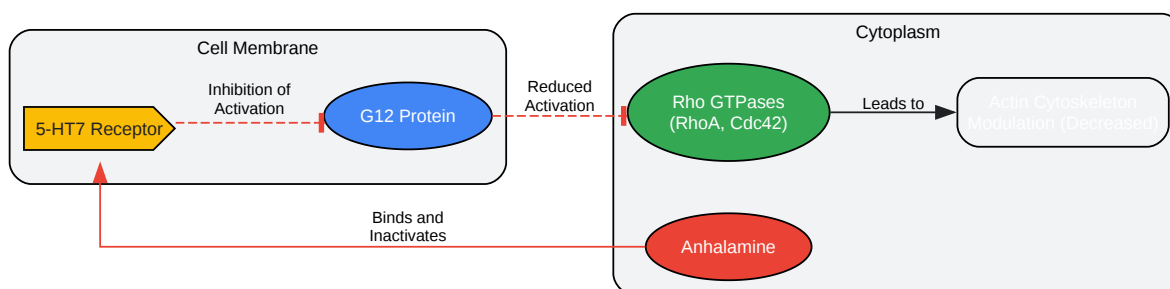 Cell Membrane
5-HT7 Receptor
Inhibition of
Activation
G12 Protein
Reduced
Activation
Cytoplasm
Rho GTPases
(RhoA, Cdc42)
Leads to
Actin Cytoskeleton
Modulation (Decreased)
Binds and
Inactivates
Anhalamine